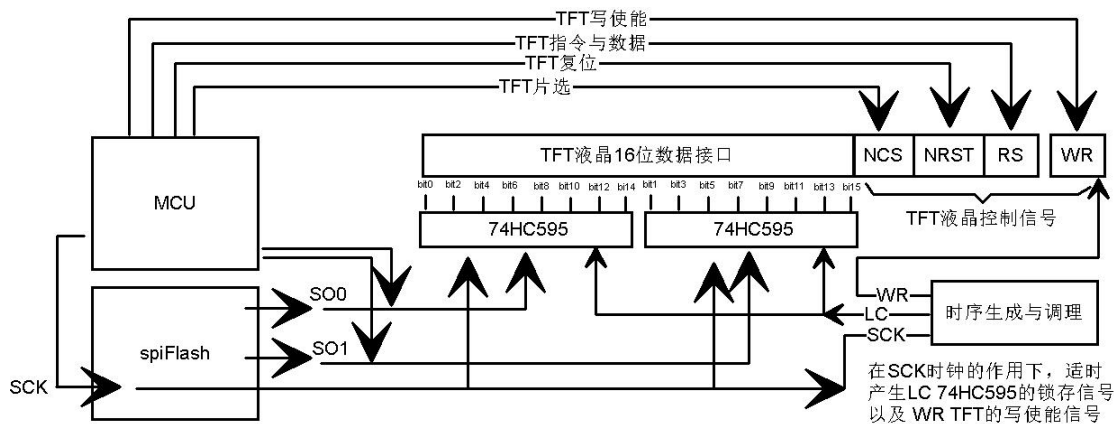 TFT写使能
TFT指令与数据
TFT复位
TFT片选
TFT液晶16位数据接口
NCS
NRST
RS
WR
bit0 bit2 bit4 bit6 bit8 bit10 bit12 bit14 bit1 bit3 bit5 bit7 bit9 bit11 bit13 bit15
MCU
74HC595
74HC595
TFT液晶控制信号
SO0
WR
LC
SCK
时序生成与调理
spiFlash
SO1
SCK
在SCK时钟的作用下，适时
产生LC 74HC595的锁存信号
以及 WR TFT的写使能信号